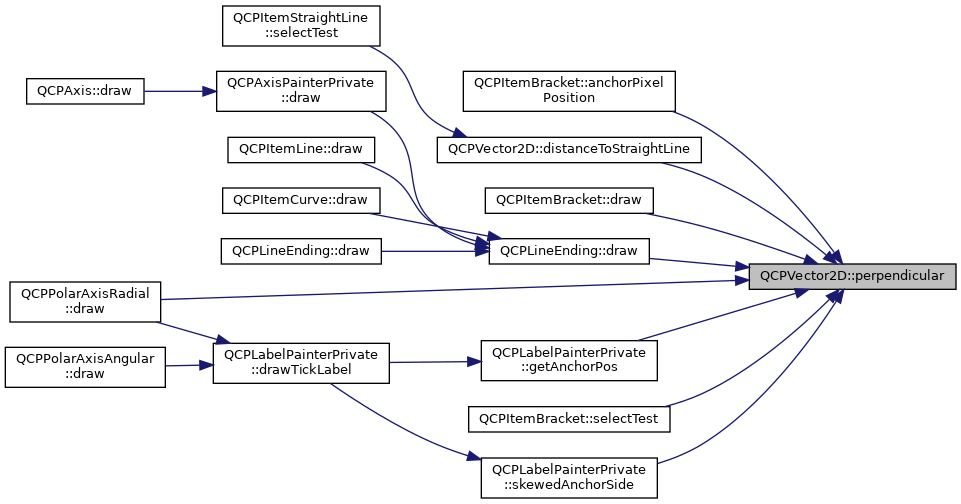 QCPItemStraightLine
::selectTest
QCPAxisPainterPrivate
::draw
QCPAxis::draw
QCPItemBracket::anchorPixel
Position
QCPItemLine::draw
QCPVector2D::distanceToStraightLine
QCPItemCurve::draw
QCPItemBracket::draw
QCPLineEnding::draw
QCPLineEnding::draw
QCPVector2D::perpendicular
QCPPolarAxisRadial
::draw
QCPPolarAxisAngular
::draw
QCPLabelPainterPrivate
::drawTickLabel
QCPLabelPainterPrivate
::getAnchorPos
QCPItemBracket::selectTest
QCPLabelPainterPrivate
::skewedAnchorSide